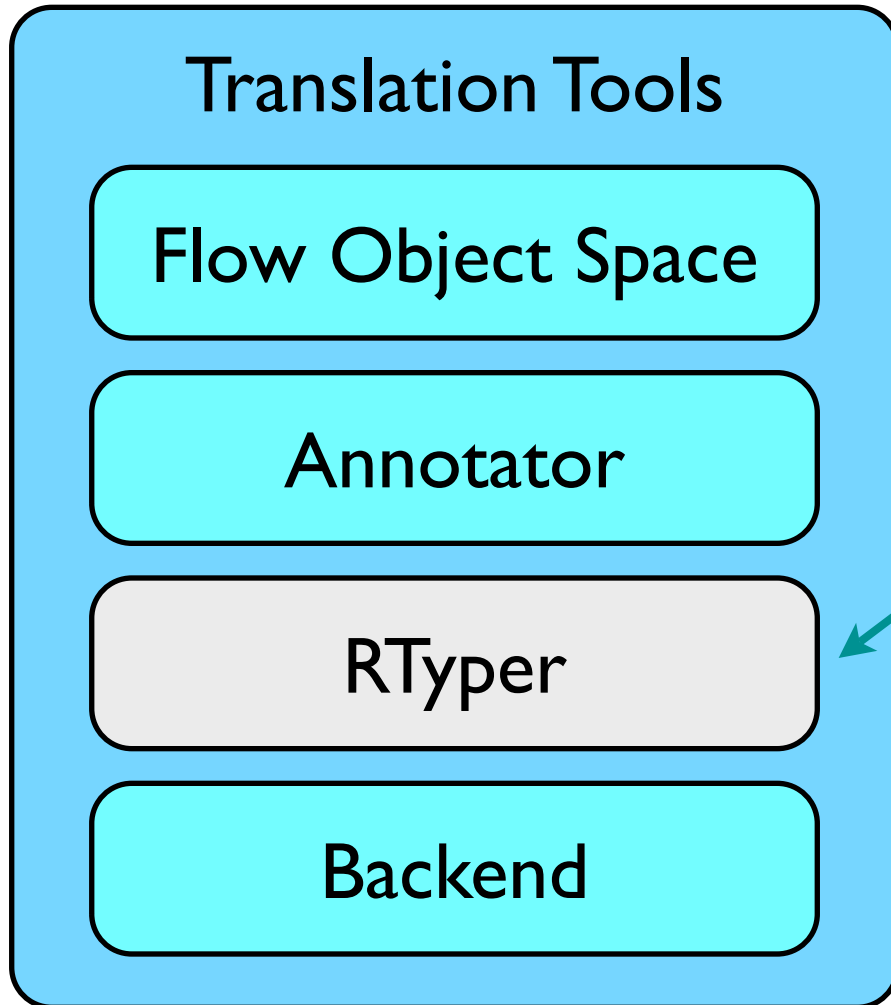 Translation Tools
Flow Object Space
Annotator
RTyper
Backend